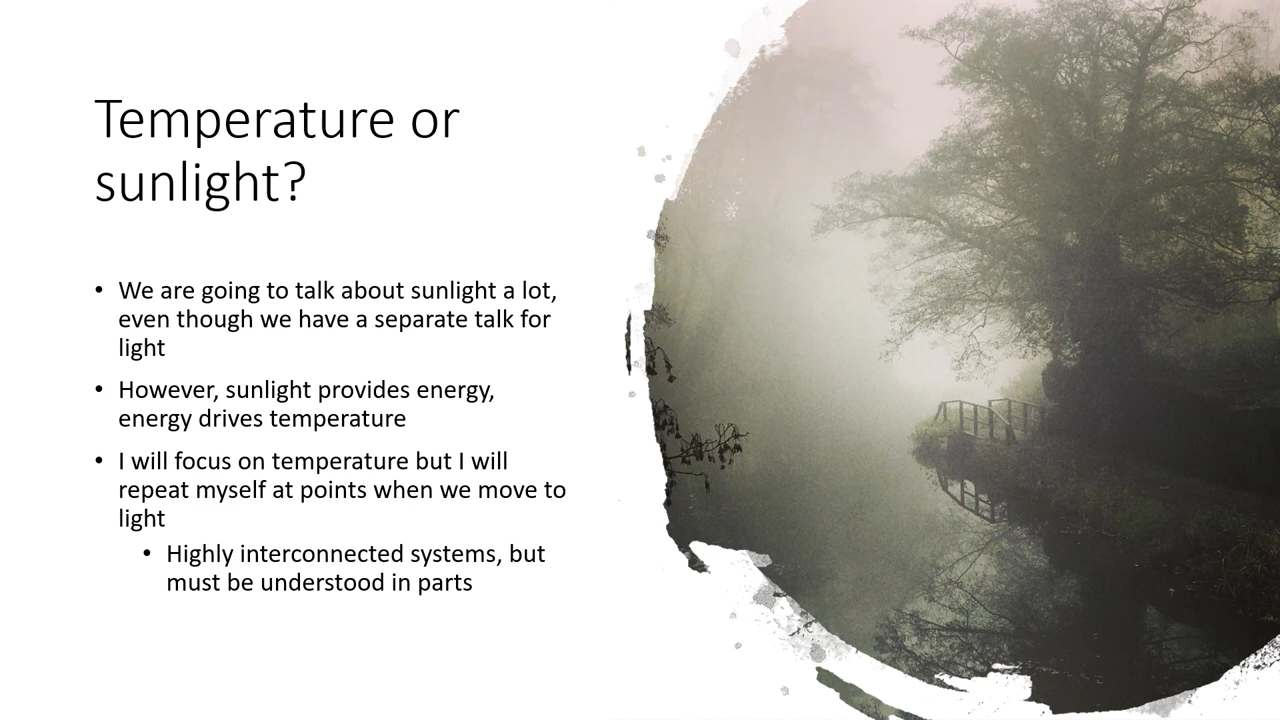 Temperature or
sunlight?
• We are going to talk about sunlight a lot,
even though we have a separate talk for
light
• However, sunlight provides energy,
energy drives temperature
• I will focus on temperature but I will
repeat myself at points when we move to
light
• Highly interconnected systems, but
must be understood in parts